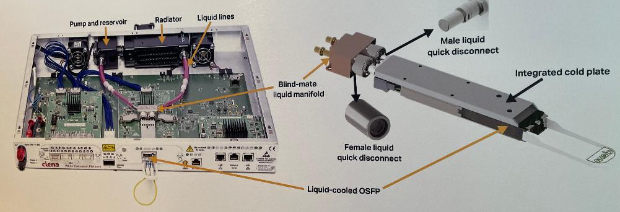 Pump and reservoir
Radiator
Liquid lines
Male liquid
quick disconnect
Integrated cold plate
Blind-mate
liquid manifold
Female liquid
quick disconnect
ciena
Liquid-cooled OSFP